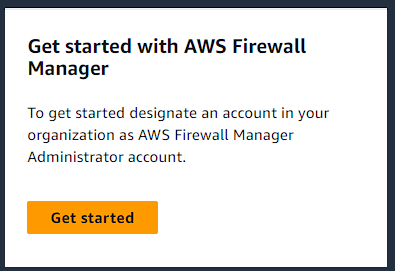 Get started with AWS Firewall
Manager
To get started designate an account in your
organization as AWS Firewall Manager
Administrator account.
Get started